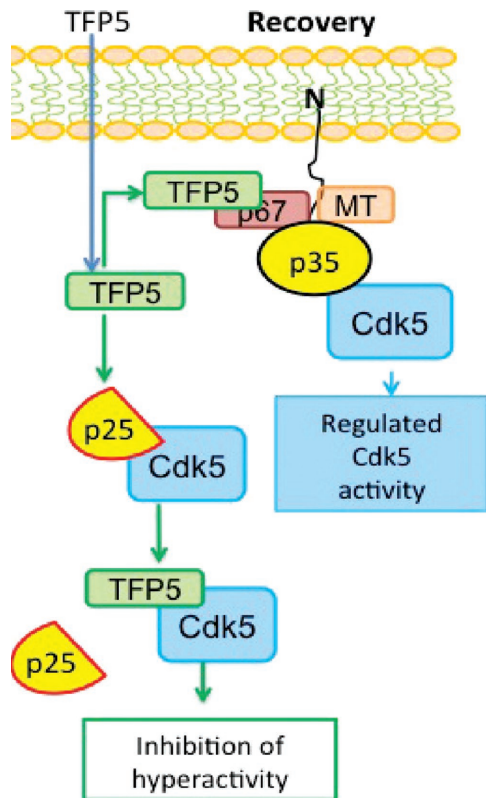 TFP5
Recovery
N
TFP5
p67
MT
p35
TFP5
Cdk5
p25
Cdk5
Regulated
Cdk5
activity
TFP5
Cdk5
p25
Inhibition of
hyperactivity